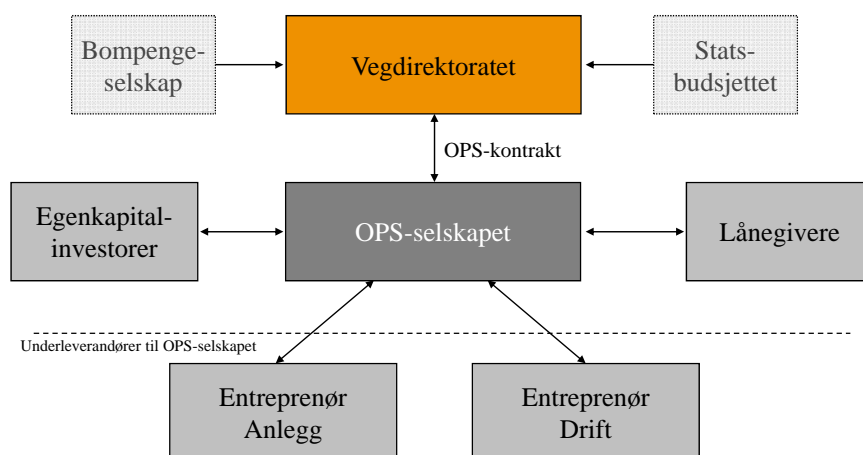 Bompenge-
selskap
Vegdirektoratet
Stats-
budsjettet
OPS-kontrakt
Egenkapital-
investorer
OPS-selskapet
Lånegivere
Underleverandører til OPS-selskapet
Entreprenør
Anlegg
Entreprenør
Drift